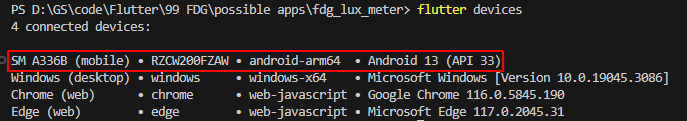 PS D:\GS\code\Flutter\99 FDG\possible apps\fdg_lux_meter> flutter devices
4 connected devices:
SM A336B (mobile) • RZCW200FZAW • android-arm64 • Android 13 (API 33)
Windows (desktop) • windows • windows-x64 • Microsoft Windows [Version 10.0.19045.3086]
Chrome (web) • chrome • web-javascript • Google Chrome 116.0.5845.190
Edge (web) • edge • web-javascript • Microsoft Edge 117.0.2045.31